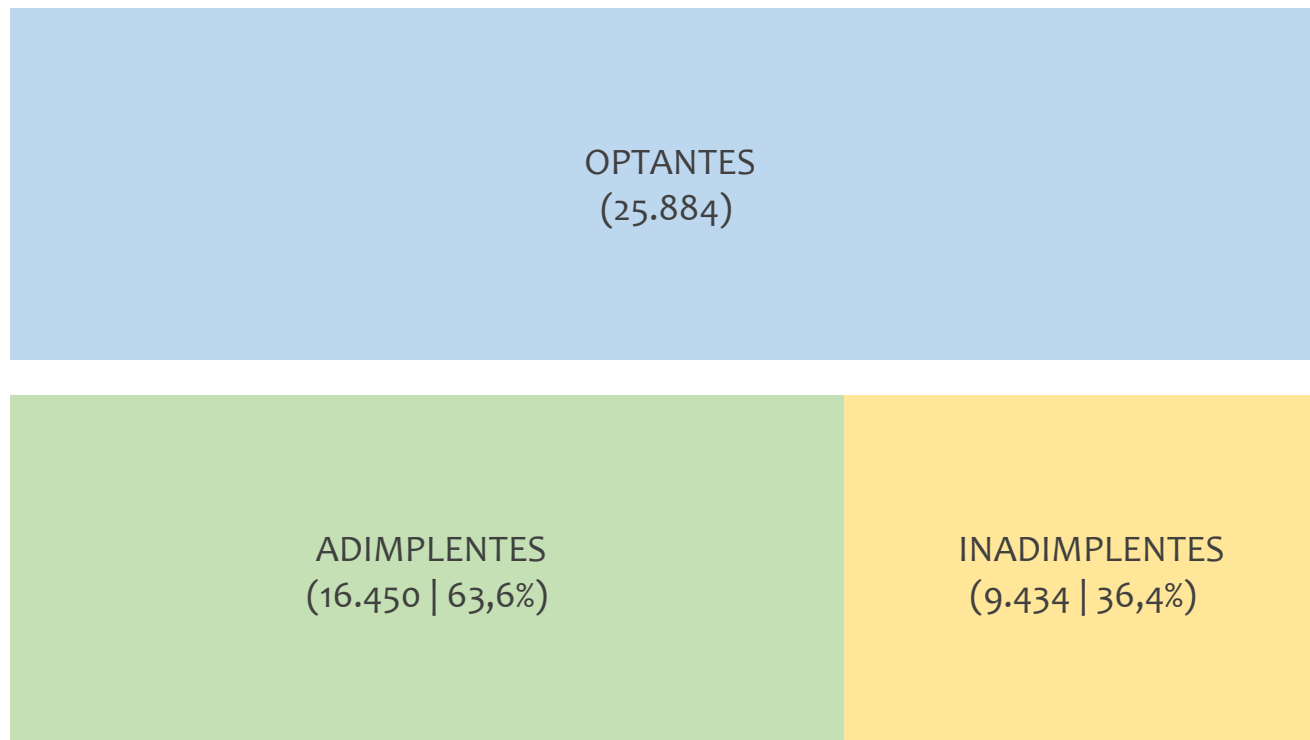 OPTANTES
(25.884)
ADIMPLENTES
(16.450 | 63,6%)
INADIMPLENTES
(9.434 | 36,4%)